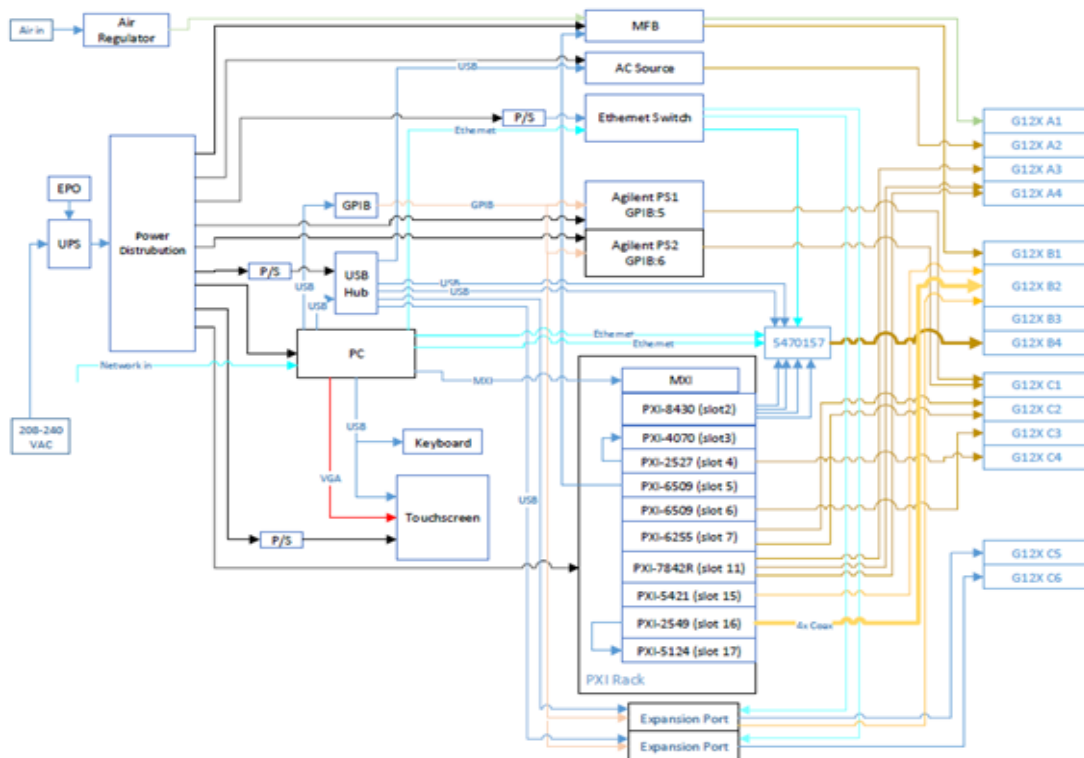 Air in
Air
Regulator
MFB
USB
AC Source
P/S
Ethernet Switch
Ethernet
G12X A1
G12X A2
G12X A3
G12X A4
EPO
UPS
Power
Distrubution
GPIB
GPIB
Agilent PS1
GPIB:5
Agilent PS2
GPIB:6
G12X B1
G12X B2
G12X B3
G12X B4
P/S
USB
Hub
USB
USB
USB
USB
Ethernet
Ethernet
5470157
PC
Network in
MXI
MXI
PXI-8430 (slot2)
PXI-4070 (slot3)
PXI-2527 (slot 4)
PXI-6509 (slot 5)
PXI-6509 (slot 6)
PXI-6255 (slot 7)
PXI-7842R (slot 11)
PXI-5421 (slot 15)
PXI-2549 (slot 16)
PXI-5124 (slot 17)
PXI Rack
4x Coax
G12X C1
G12X C2
G12X C3
G12X C4
208-240
VAC
USB
Keyboard
VGA
USB
Touchscreen
P/S
G12X C5
G12X C6
Expansion Port
Expansion Port